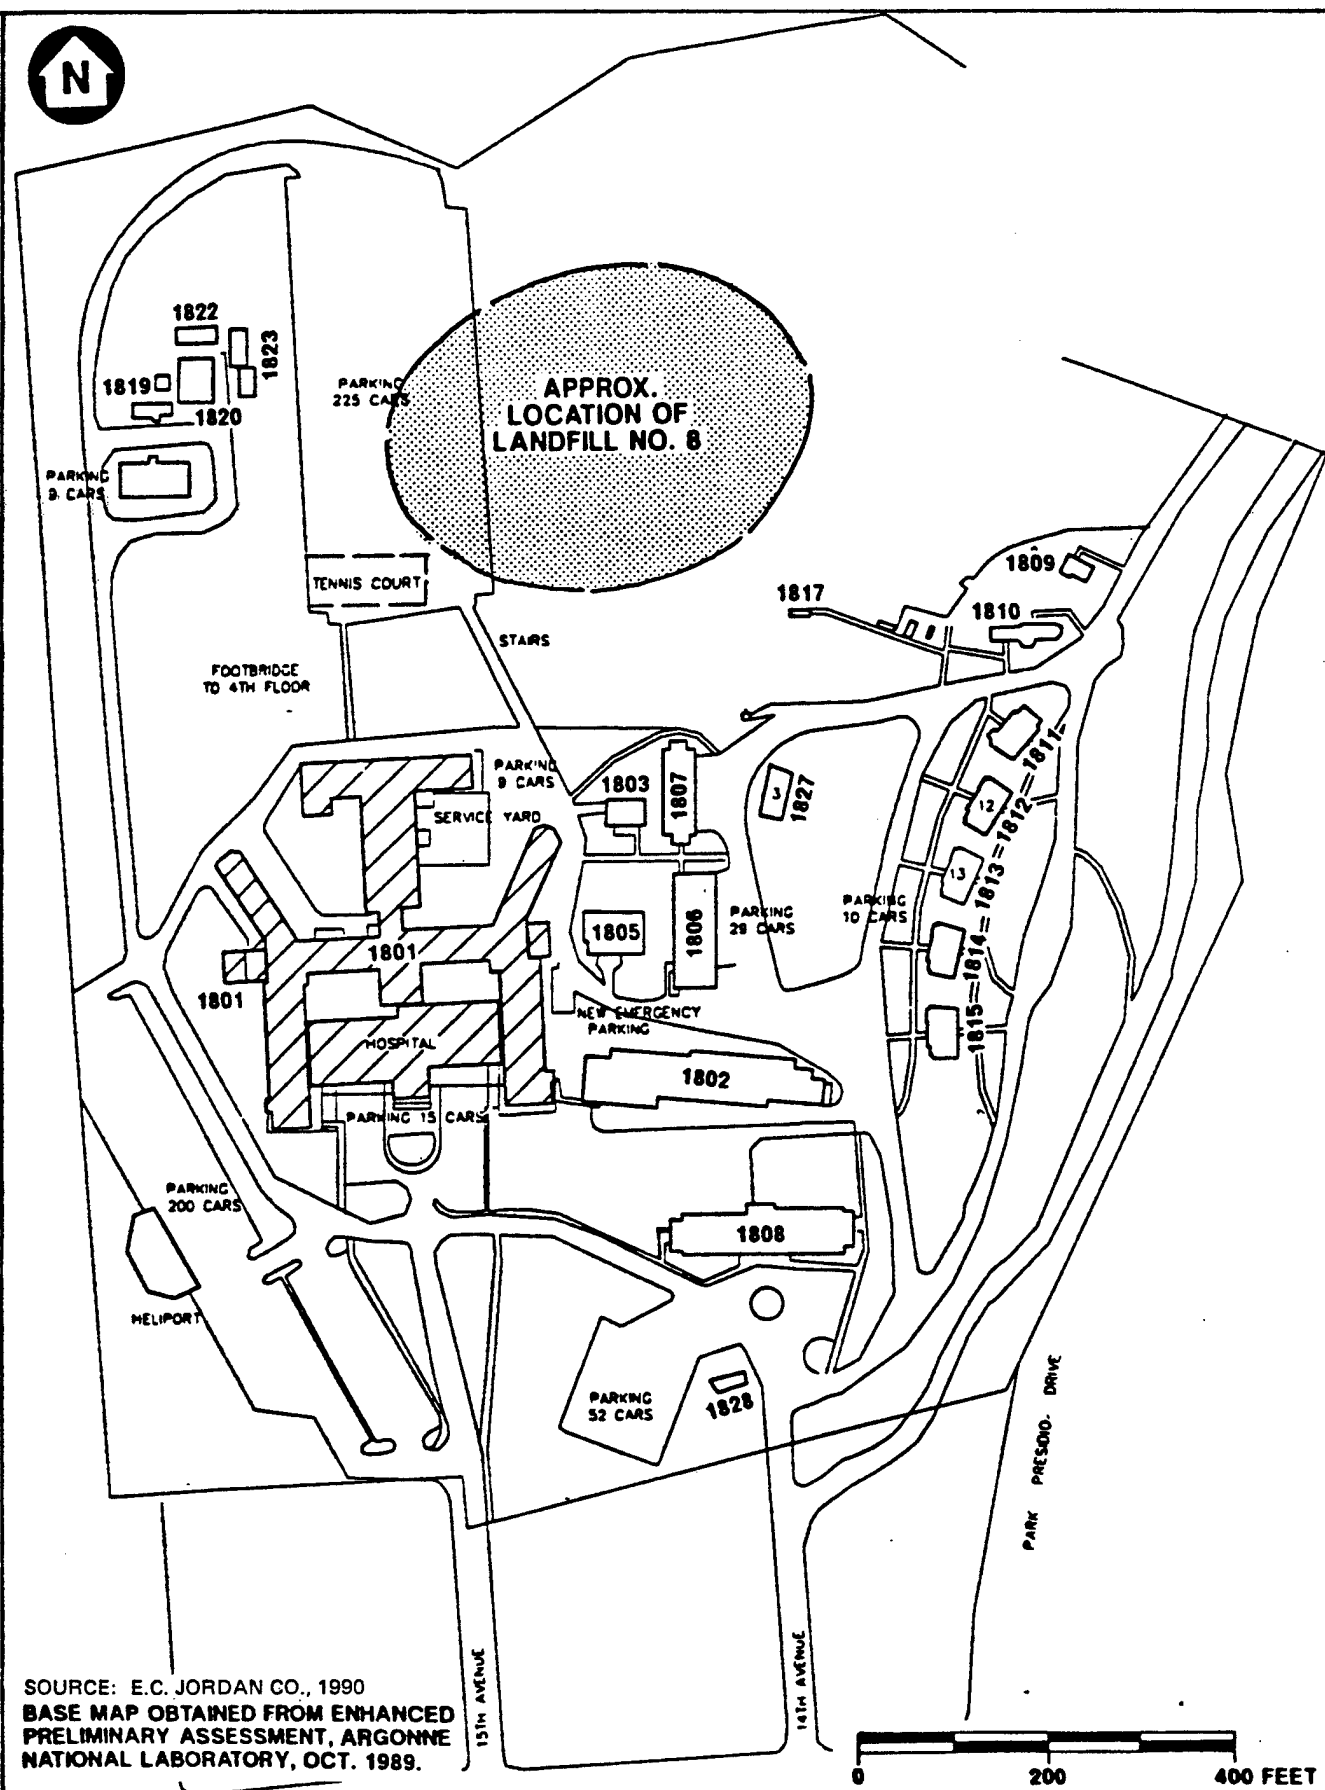 N
1822
1823
1819
1820
PARKING
225 CARS
APPROX.
LOCATION OF
LANDFILL NO. 8
PARKING
9 CARS
TENNIS COURT
1809
1817
1810
STAIRS
FOOTBRIDGE
TO 4TH FLOOR
1811
PARKING
9 CARS
1803
1807
3
1827
12
1812
SERVICE YARD
13
1813
PARKING
10 CARS
PARKING
29 CARS
1805
1806
1814
1801
1801
NEW EMERGENCY
PARKING
1815
HOSPITAL
1802
PARKING 15 CARS
PARKING
200 CARS
1808
HELIPORT
PARKING
52 CARS
1828
PARK PRESIDIO DRIVE
15TH AVENUE
14TH AVENUE
SOURCE: E.C. JORDAN CO., 1990
BASE MAP OBTAINED FROM ENHANCED
PRELIMINARY ASSESSMENT, ARGONNE
NATIONAL LABORATORY, OCT. 1989.
0 200 400 FEET